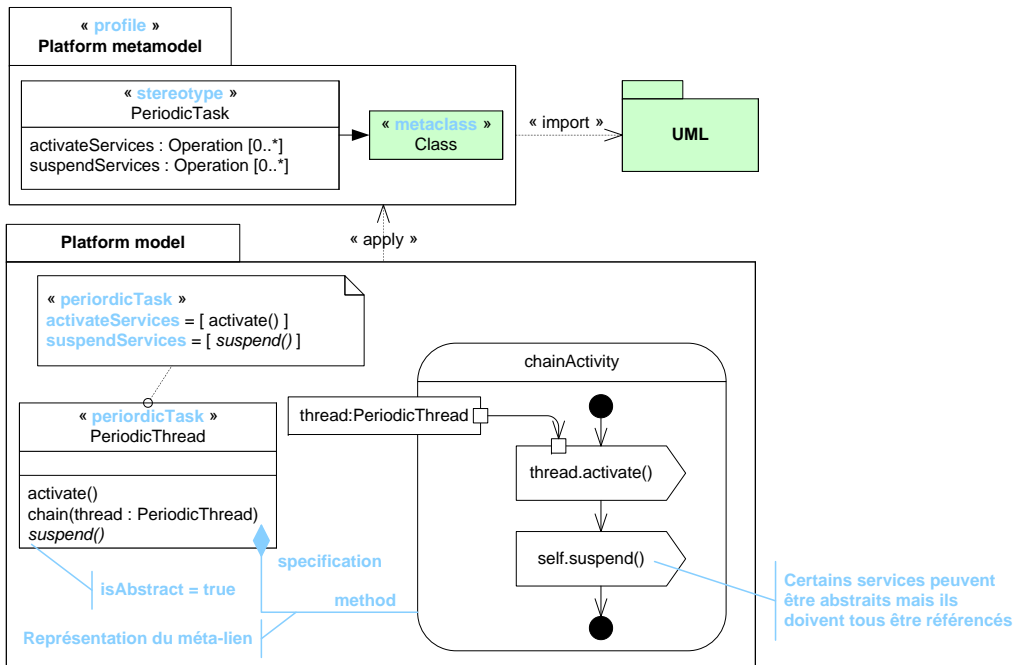 « profile »
Platform metamodel
« stereotype »
PeriodicTask
activateServices : Operation [0..*]
suspendServices : Operation [0..*]
« metaclass »
Class
« import »
UML
« apply »
Platform model
« periordicTask »
activateServices = [ activate() ]
suspendServices = [ suspend() ]
« periordicTask »
PeriodicThread
activate()
chain(thread : PeriodicThread)
suspend()
isAbstract = true
specification
method
Représentation du méta-lien
chainActivity
thread:PeriodicThread
thread.activate()
self.suspend()
Certains services peuvent
être abstraits mais ils
doivent tous être référencés